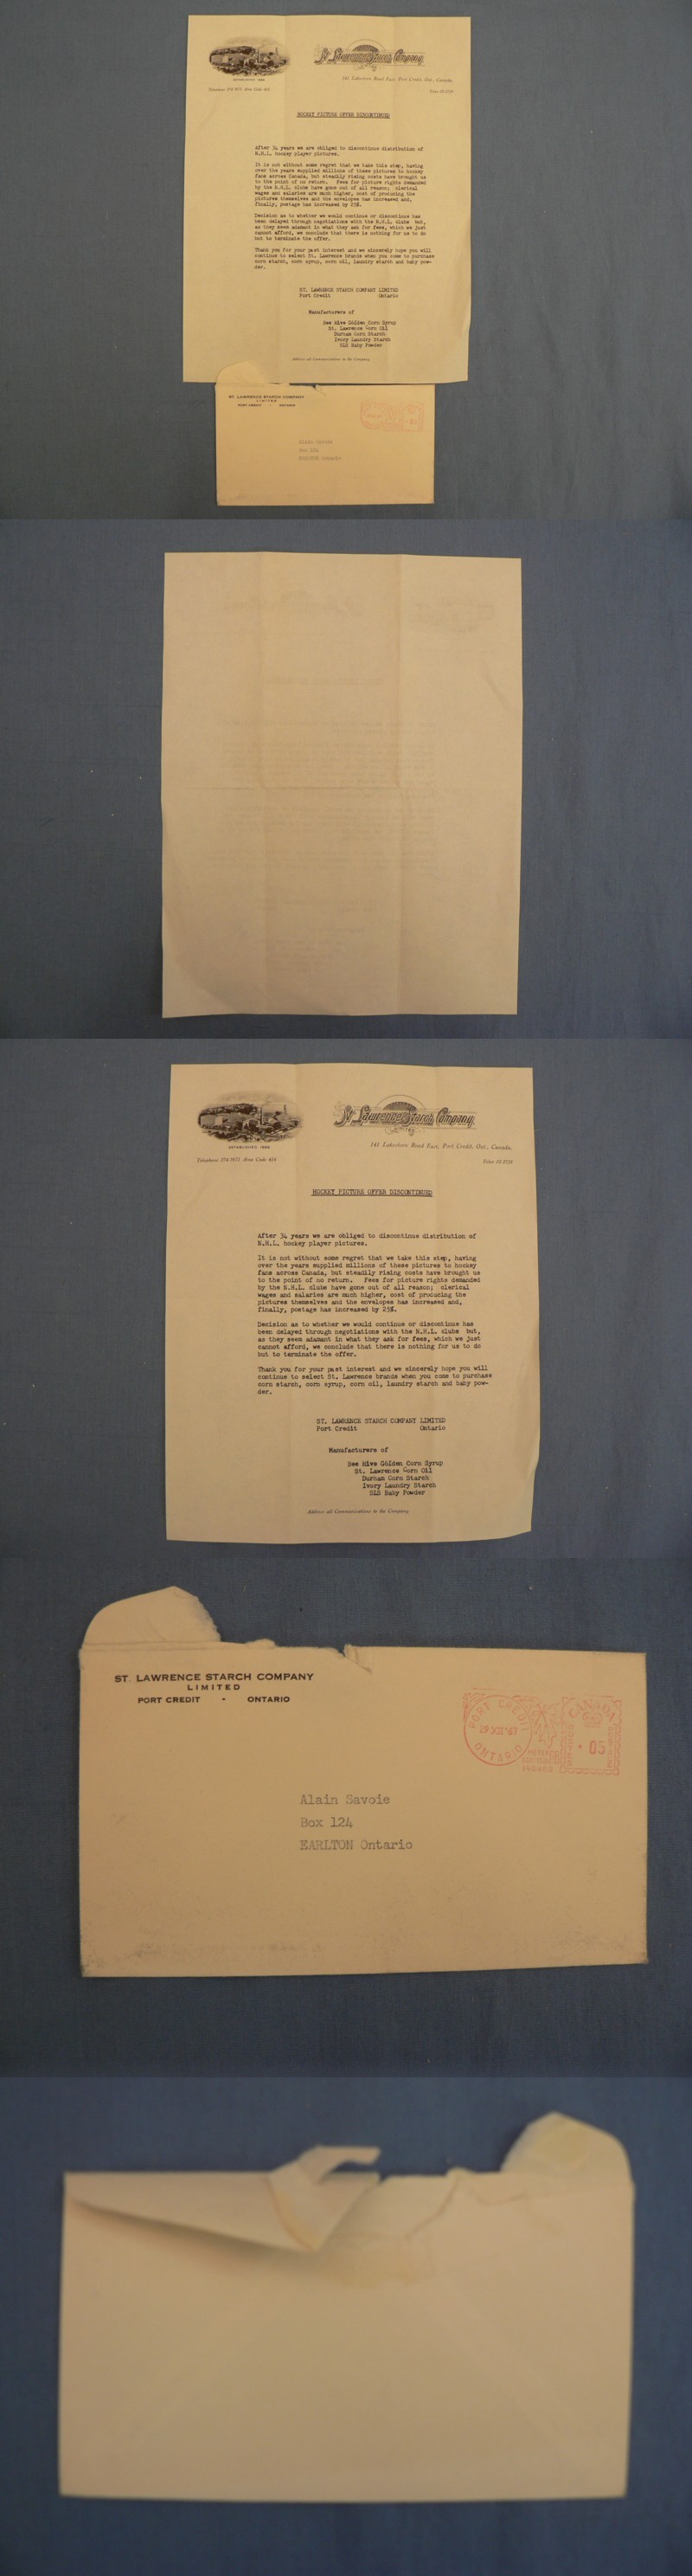 ESTABLISHED 1889
St. Lawrence Starch Company
LIMITED
141 Lakeshore Road East, Port Credit, Ont., Canada.
HOCKEY PICTURE OFFER DISCONTINUED
After 34 years we are obliged to discontinue distribution of
N.H.L. hockey player pictures.
It is not without some regret that we take this step, having
over the years supplied millions of these pictures to hockey
fans across Canada, but steadily rising costs have brought us
to the point of no return. Fees for picture rights demanded
by the N.H.L. clubs have gone out of all reason; clerical
wages and salaries are much higher, cost of producing the
pictures themselves and the envelopes has increased and,
finally, postage has increased by 25%.
Decision as to whether we would continue or discontinue has
been delayed through negotiations with the N.H.L. clubs but,
as they seem adamant in what they ask for fees, which we just
cannot afford, we conclude that there is nothing for us to do
but to terminate the offer.
Thank you for your past interest and we sincerely hope you will
continue to select St. Lawrence brands when you come to purchase
corn starch, corn syrup, corn oil, laundry starch and baby pow-
der.
ST. LAWRENCE STARCH COMPANY LIMITED
Port Credit Ontario
Manufacturers of
Bee Hive Golden Corn Syrup
St. Lawrence Corn Oil
Durham Corn Starch
Ivory Laundry Starch
SLS Baby Powder
Address all Communications to the Company
ST. LAWRENCE STARCH COMPANY
LIMITED
PORT CREDIT - ONTARIO
Alain Savoie
Box 124
EARLTON Ontario
St. Lawrence Starch Company
LIMITED
141 Lakeshore Road East, Port Credit, Ont., Canada.
ESTABLISHED 1889
HOCKEY PICTURE OFFER DISCONTINUED
After 34 years we are obliged to discontinue distribution of
N.H.L. hockey player pictures.
It is not without some regret that we take this step, having
over the years supplied millions of these pictures to hockey
fans across Canada, but steadily rising costs have brought us
to the point of no return. Fees for picture rights demanded
by the N.H.L. clubs have gone out of all reason; clerical
wages and salaries are much higher, cost of producing the
pictures themselves and the envelopes has increased and,
finally, postage has increased by 25%.
Decision as to whether we would continue or discontinue has
been delayed through negotiations with the N.H.L. clubs but,
as they seem adamant in what they ask for fees, which we just
cannot afford, we conclude that there is nothing for us to do
but to terminate the offer.
Thank you for your past interest and we sincerely hope you will
continue to select St. Lawrence brands when you come to purchase
corn starch, corn syrup, corn oil, laundry starch and baby pow-
der.
ST. LAWRENCE STARCH COMPANY LIMITED
Port Credit Ontario
Manufacturers of
Bee Hive Golden Corn Syrup
St. Lawrence Corn Oil
Durham Corn Starch
Ivory Laundry Starch
SLS Baby Powder
Address all Communications to the Company
ST. LAWRENCE STARCH COMPANY
LIMITED
PORT CREDIT - ONTARIO
PORT CREDIT
29 XII '67
ONTARIO
CANADA
05
Alain Savoie
Box 124
EARLTON Ontario